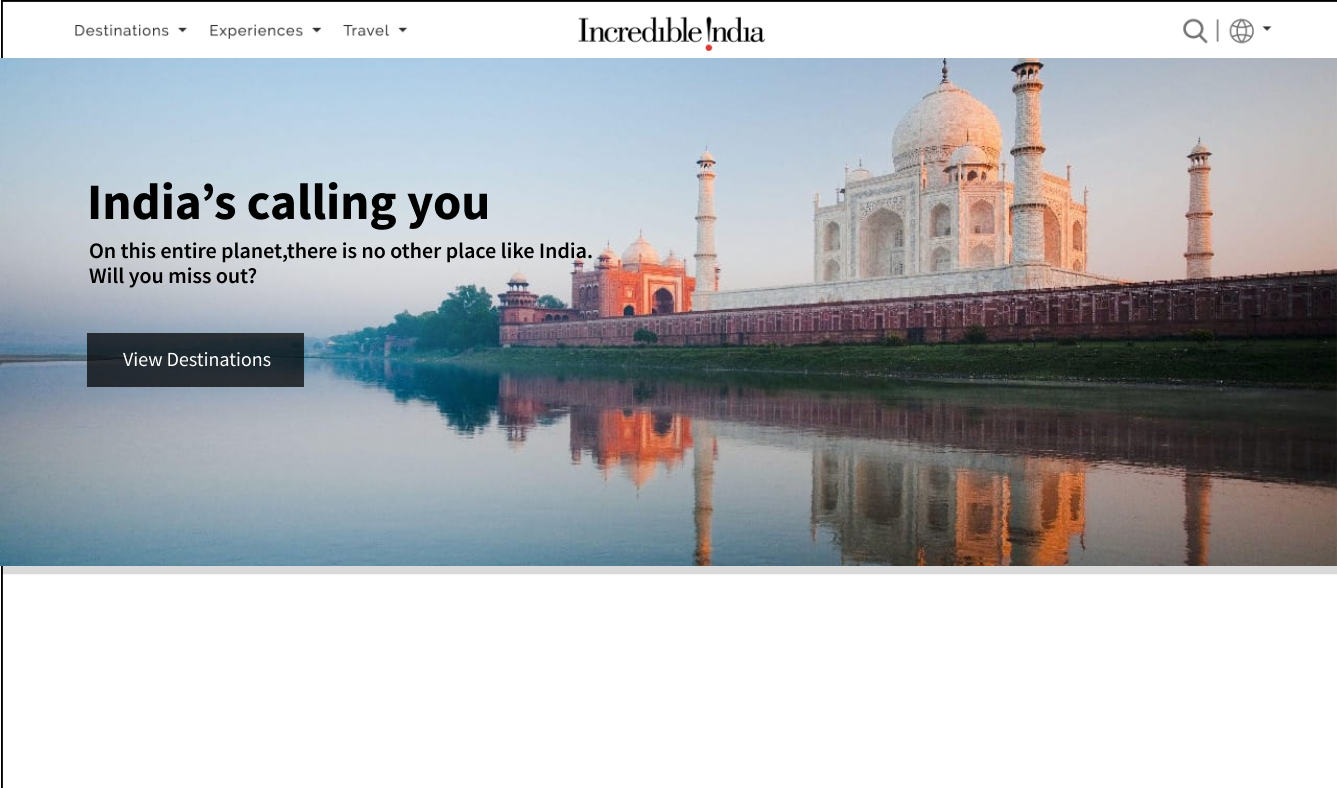 Destinations
Experiences
Travel
Incredible !ndia
India’s calling you
On this entire planet,there is no other place like India.
Will you miss out?
View Destinations